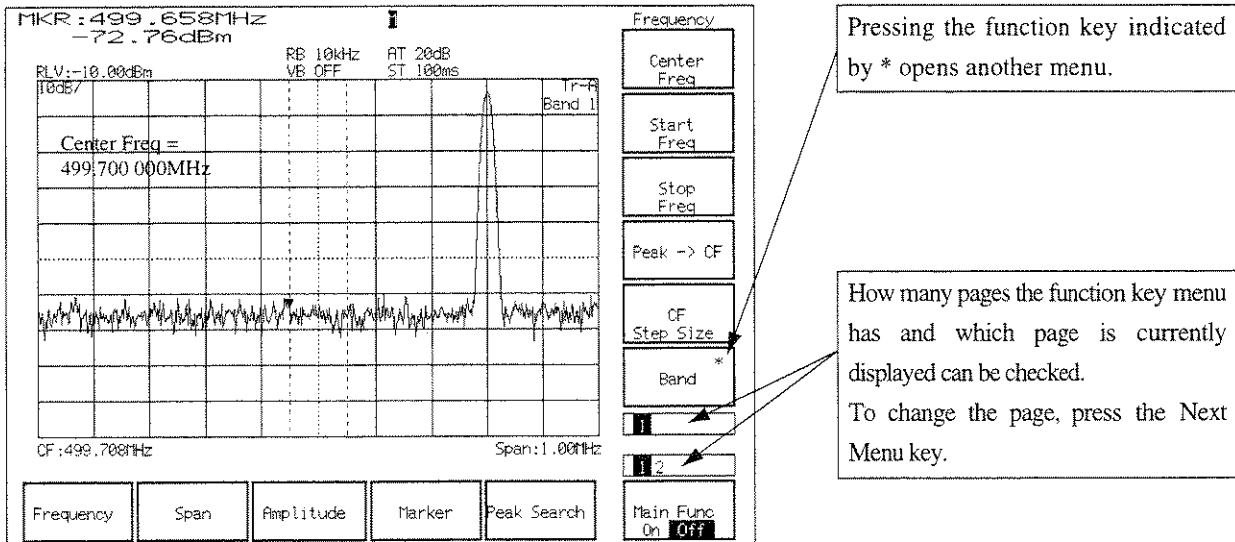 MKR:499.658MHz
-72.76dBm
RLV:-10.00dBm
RB 10kHz AT 20dB
VB OFF ST 100ms
10dB/
Tr-A
Band 1
Center Freq =
499.700 000MHz
CF:499.708MHz
Span:1.00MHz
Frequency
Center
Freq
Start
Freq
Stop
Freq
Peak -> CF
CF
Step Size
*
Band
1
1 2
Frequency
Span
Amplitude
Marker
Peak Search
Main Func
On Off
Pressing the function key indicated
by * opens another menu.
How many pages the function key menu
has and which page is currently
displayed can be checked.
To change the page, press the Next
Menu key.